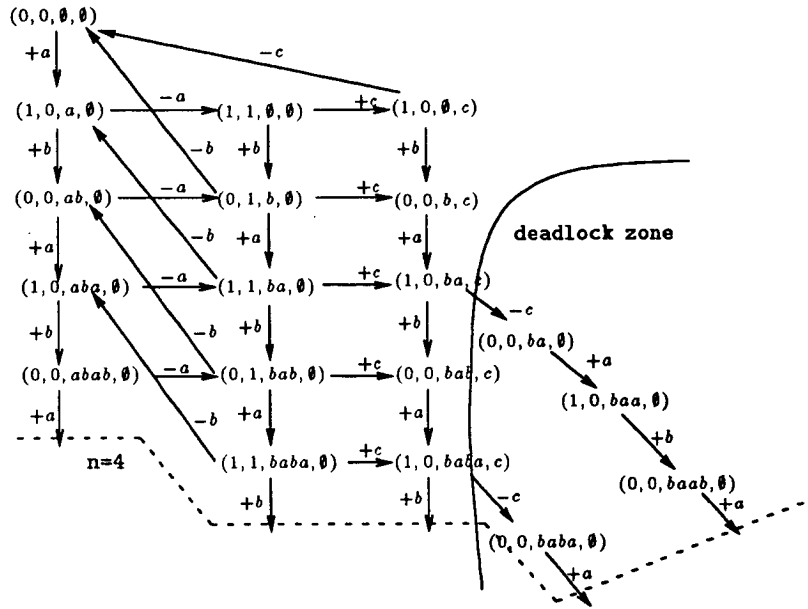 (0, 0, ∅, ∅)
+a
−c
(1, 0, a, ∅) −a (1, 1, ∅, ∅) +c (1, 0, ∅, c)
+b −b +b +b
(0, 0, ab, ∅) −a (0, 1, b, ∅) +c (0, 0, b, c)
deadlock zone
+a −b +a +a
(1, 0, aba, ∅) −a (1, 1, ba, ∅) +c (1, 0, ba, c)
−c
+b −b +b +b
(0, 0, ba, ∅)
+a
(0, 0, abab, ∅) −a (0, 1, bab, ∅) +c (0, 0, bab, c)
(1, 0, baa, ∅)
+a −b +a +a
+b
n=4
(1, 1, baba, ∅) +c (1, 0, baba, c)
(0, 0, baab, ∅)
+b +b −c +a
(0, 0, baba, ∅)
+a